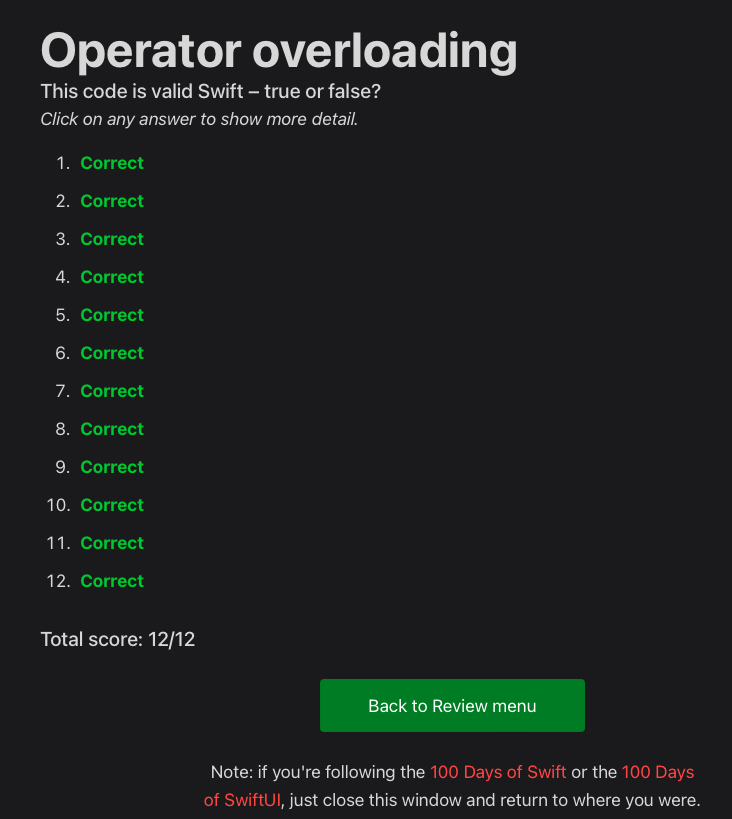 Operator overloading
This code is valid Swift – true or false?
Click on any answer to show more detail.
1. Correct
2. Correct
3. Correct
4. Correct
5. Correct
6. Correct
7. Correct
8. Correct
9. Correct
10. Correct
11. Correct
12. Correct
Total score: 12/12
Back to Review menu
Note: if you're following the 100 Days of Swift or the 100 Days
of SwiftUI, just close this window and return to where you were.